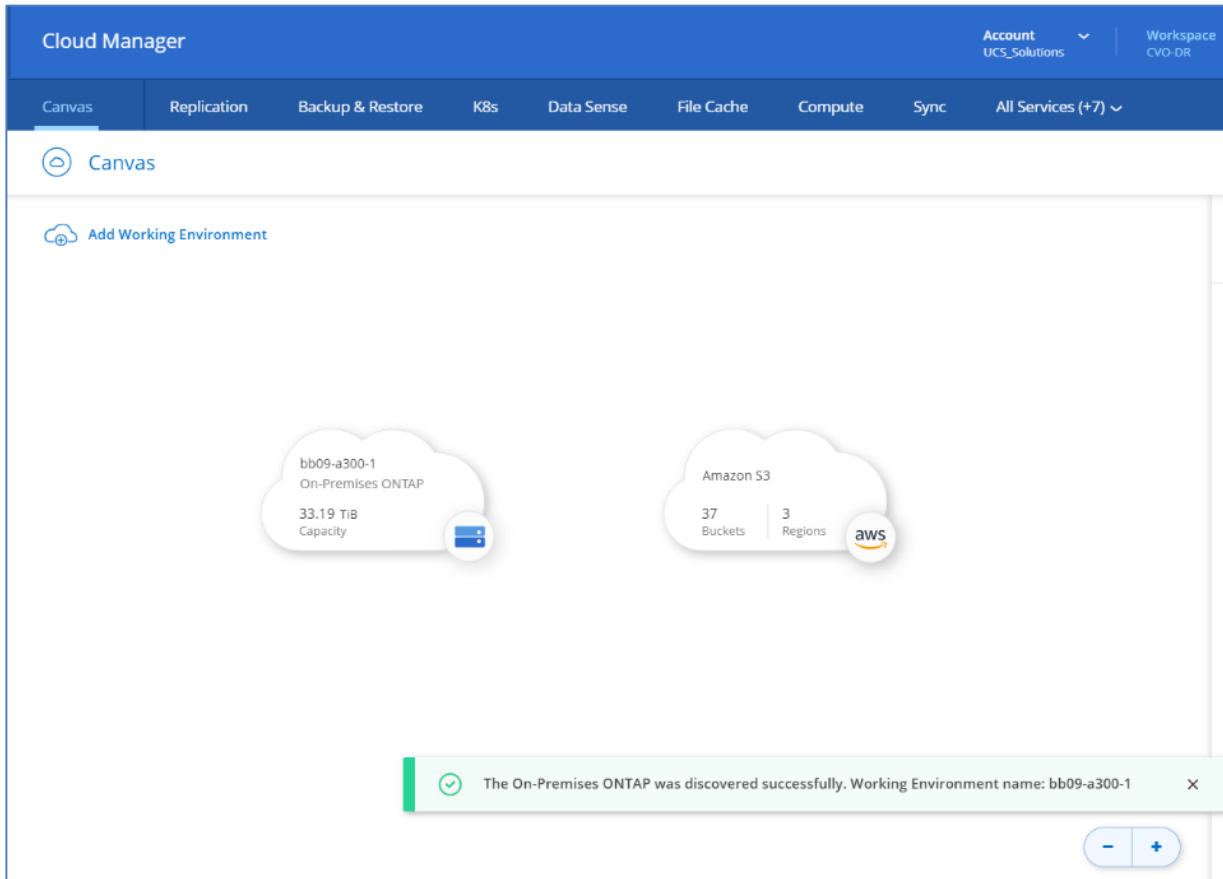 Cloud Manager
Account
UCS_Solutions
Workspace
CVO-DR
Canvas Replication Backup & Restore K8s Data Sense File Cache Compute Sync All Services (+7)
Canvas
Add Working Environment
bb09-a300-1
On-Premises ONTAP
33.19 TiB
Capacity
Amazon S3
37 3
Buckets Regions
aws
The On-Premises ONTAP was discovered successfully. Working Environment name: bb09-a300-1